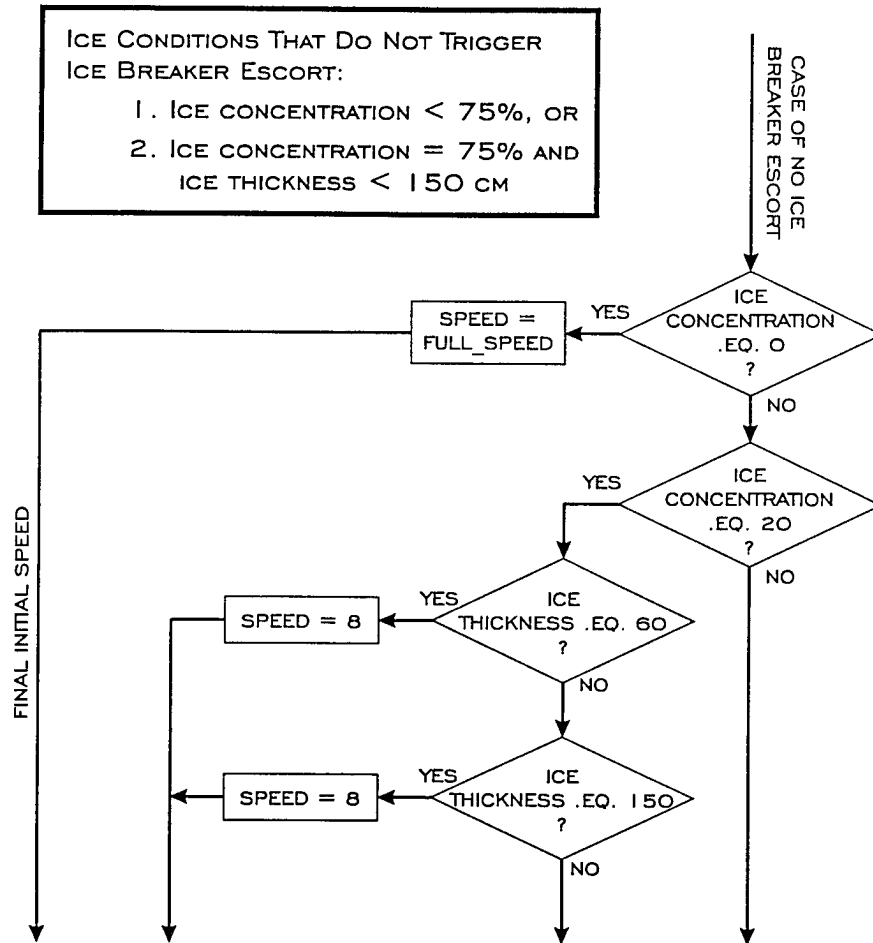 ICE CONDITIONS THAT DO NOT TRIGGER
ICE BREAKER ESCORT:
1. ICE CONCENTRATION < 75%, OR
2. ICE CONCENTRATION = 75% AND
ICE THICKNESS < 150 CM
CASE OF NO ICE
BREAKER ESCORT
ICE
CONCENTRATION
.EQ. 0
?
YES
SPEED =
FULL_SPEED
NO
ICE
CONCENTRATION
.EQ. 20
?
YES
NO
ICE
THICKNESS .EQ. 60
?
YES
SPEED = 8
NO
ICE
THICKNESS .EQ. 150
?
YES
SPEED = 8
NO
FINAL INITIAL SPEED